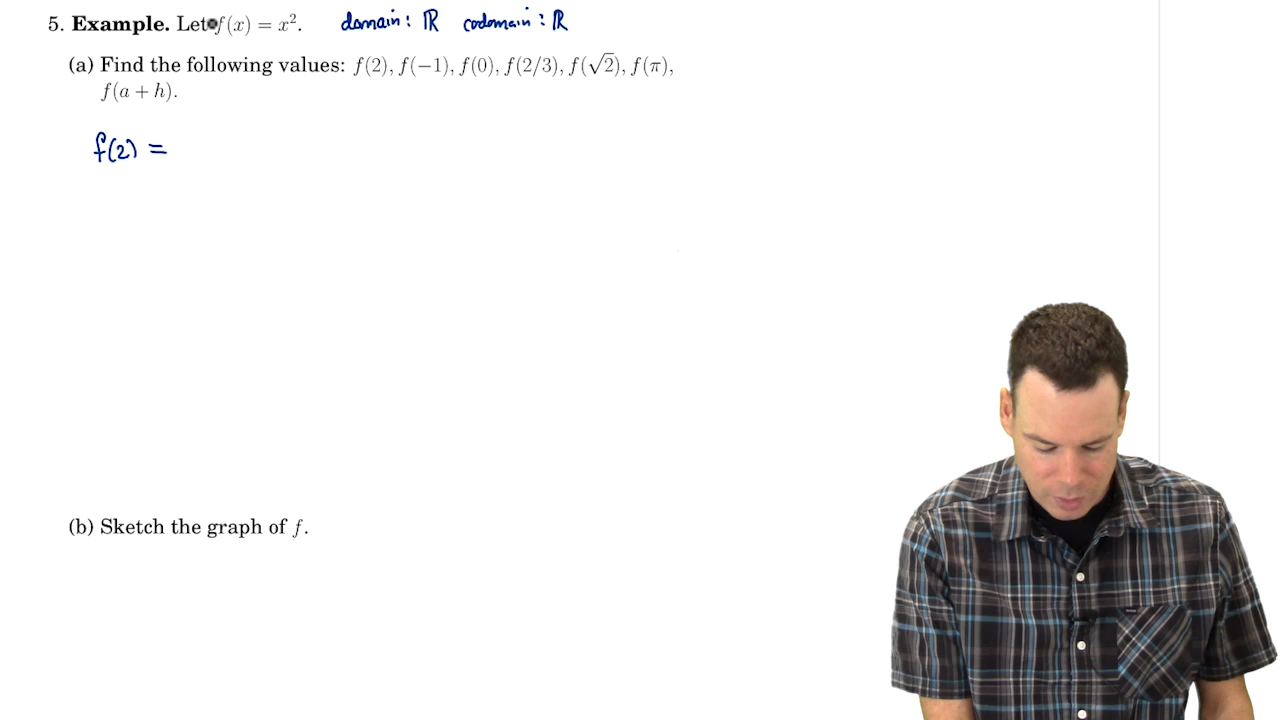 5. Example. Let f(x) = x². domain: ℝ codomain: ℝ
(a) Find the following values: f(2), f(−1), f(0), f(2/3), f(√2), f(π),
f(a + h).
f(2) =
(b) Sketch the graph of f.